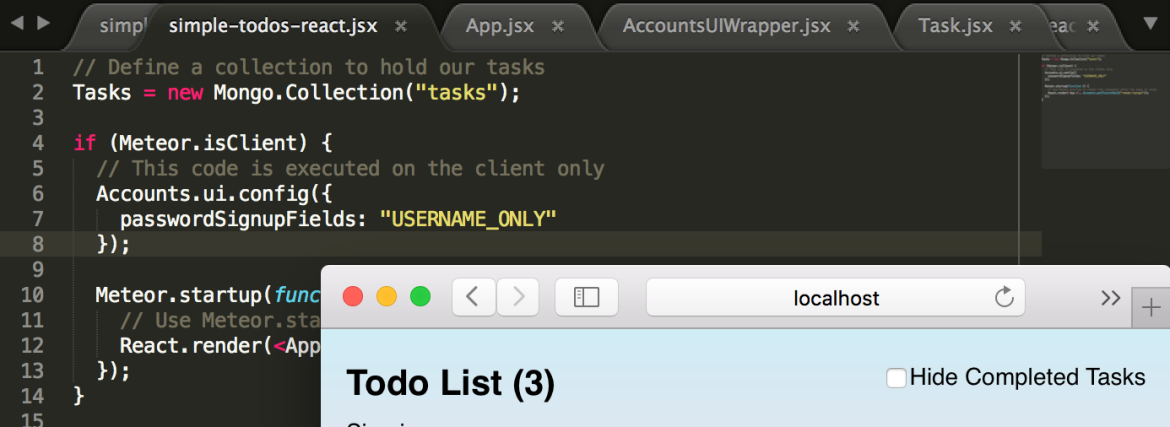 simpl
simple-todos-react.jsx ×
App.jsx ×
AccountsUIWrapper.jsx ×
Task.jsx ×
eac ×
1 // Define a collection to hold our tasks
2 Tasks = new Mongo.Collection("tasks");
3
4 if (Meteor.isClient) {
5 // This code is executed on the client only
6 Accounts.ui.config({
7 passwordSignupFields: "USERNAME_ONLY"
8 });
9
10 Meteor.startup(func
11 // Use Meteor.sta
12 React.render(<App
13 });
14 }
15
localhost
Todo List (3)
Hide Completed Tasks